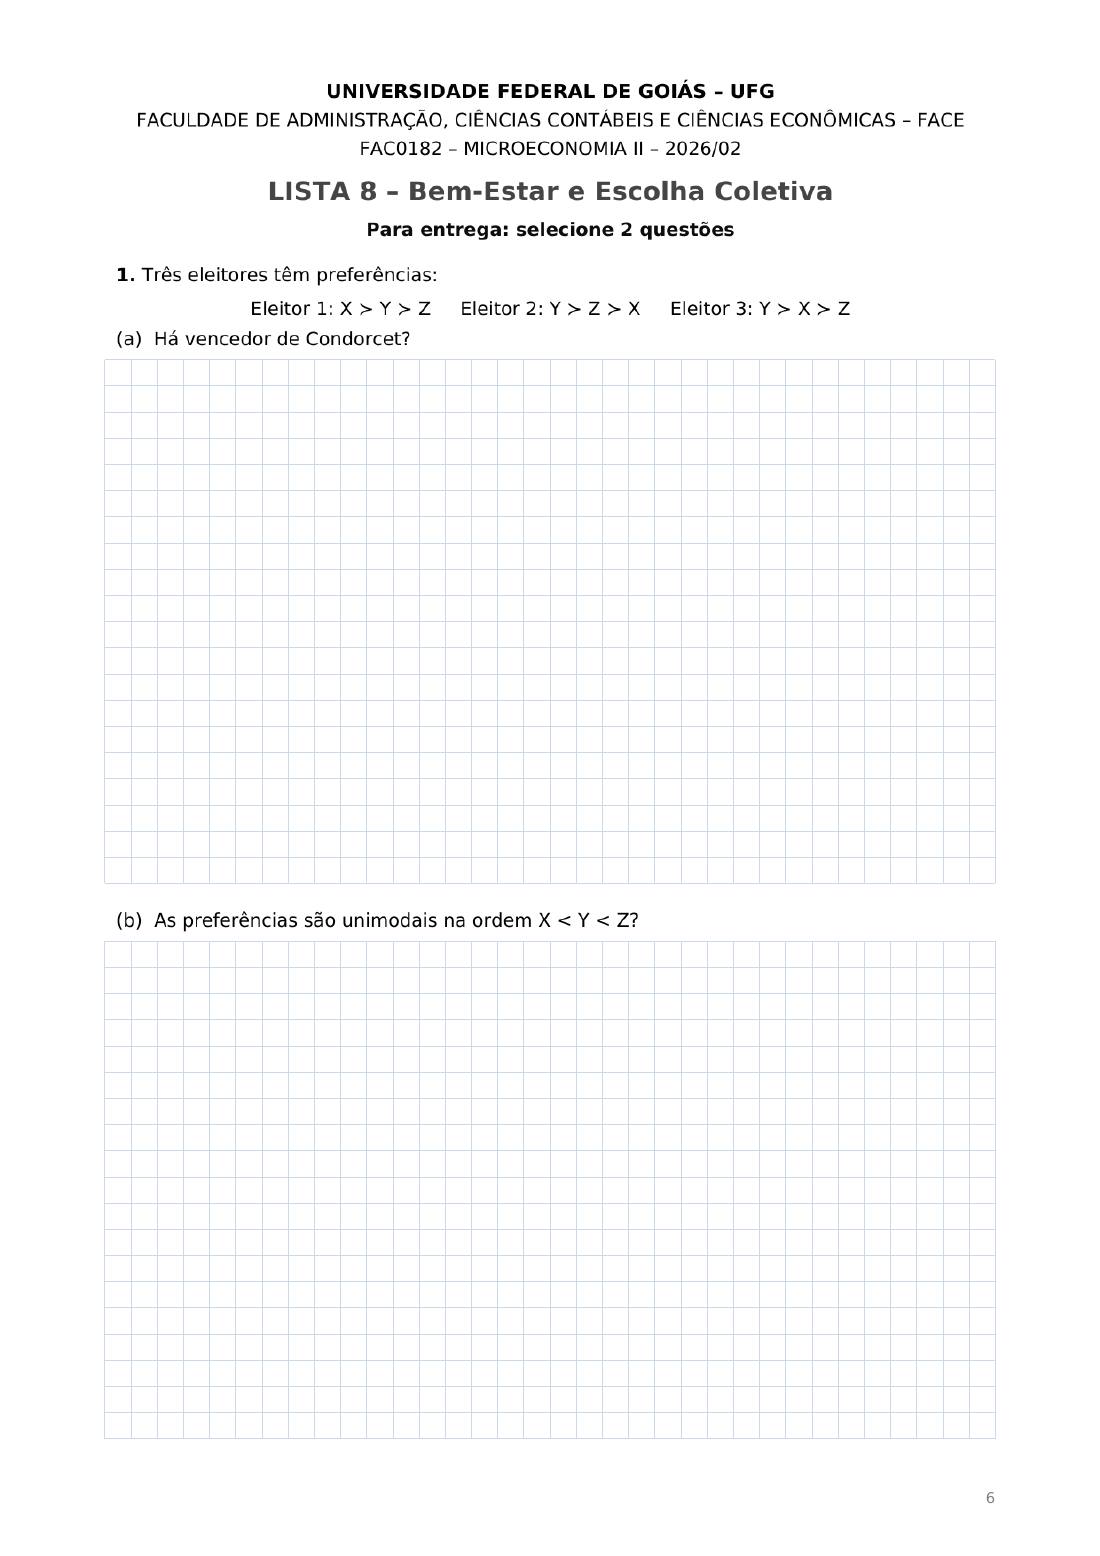 UNIVERSIDADE FEDERAL DE GOIÁS – UFG
FACULDADE DE ADMINISTRAÇÃO, CIÊNCIAS CONTÁBEIS E CIÊNCIAS ECONÔMICAS – FACE
FAC0182 – MICROECONOMIA II – 2026/02
LISTA 8 – Bem-Estar e Escolha Coletiva
Para entrega: selecione 2 questões
1. Três eleitores têm preferências:
Eleitor 1: X ≻ Y ≻ Z Eleitor 2: Y ≻ Z ≻ X Eleitor 3: Y ≻ X ≻ Z
(a) Há vencedor de Condorcet?
(b) As preferências são unimodais na ordem X < Y < Z?
6